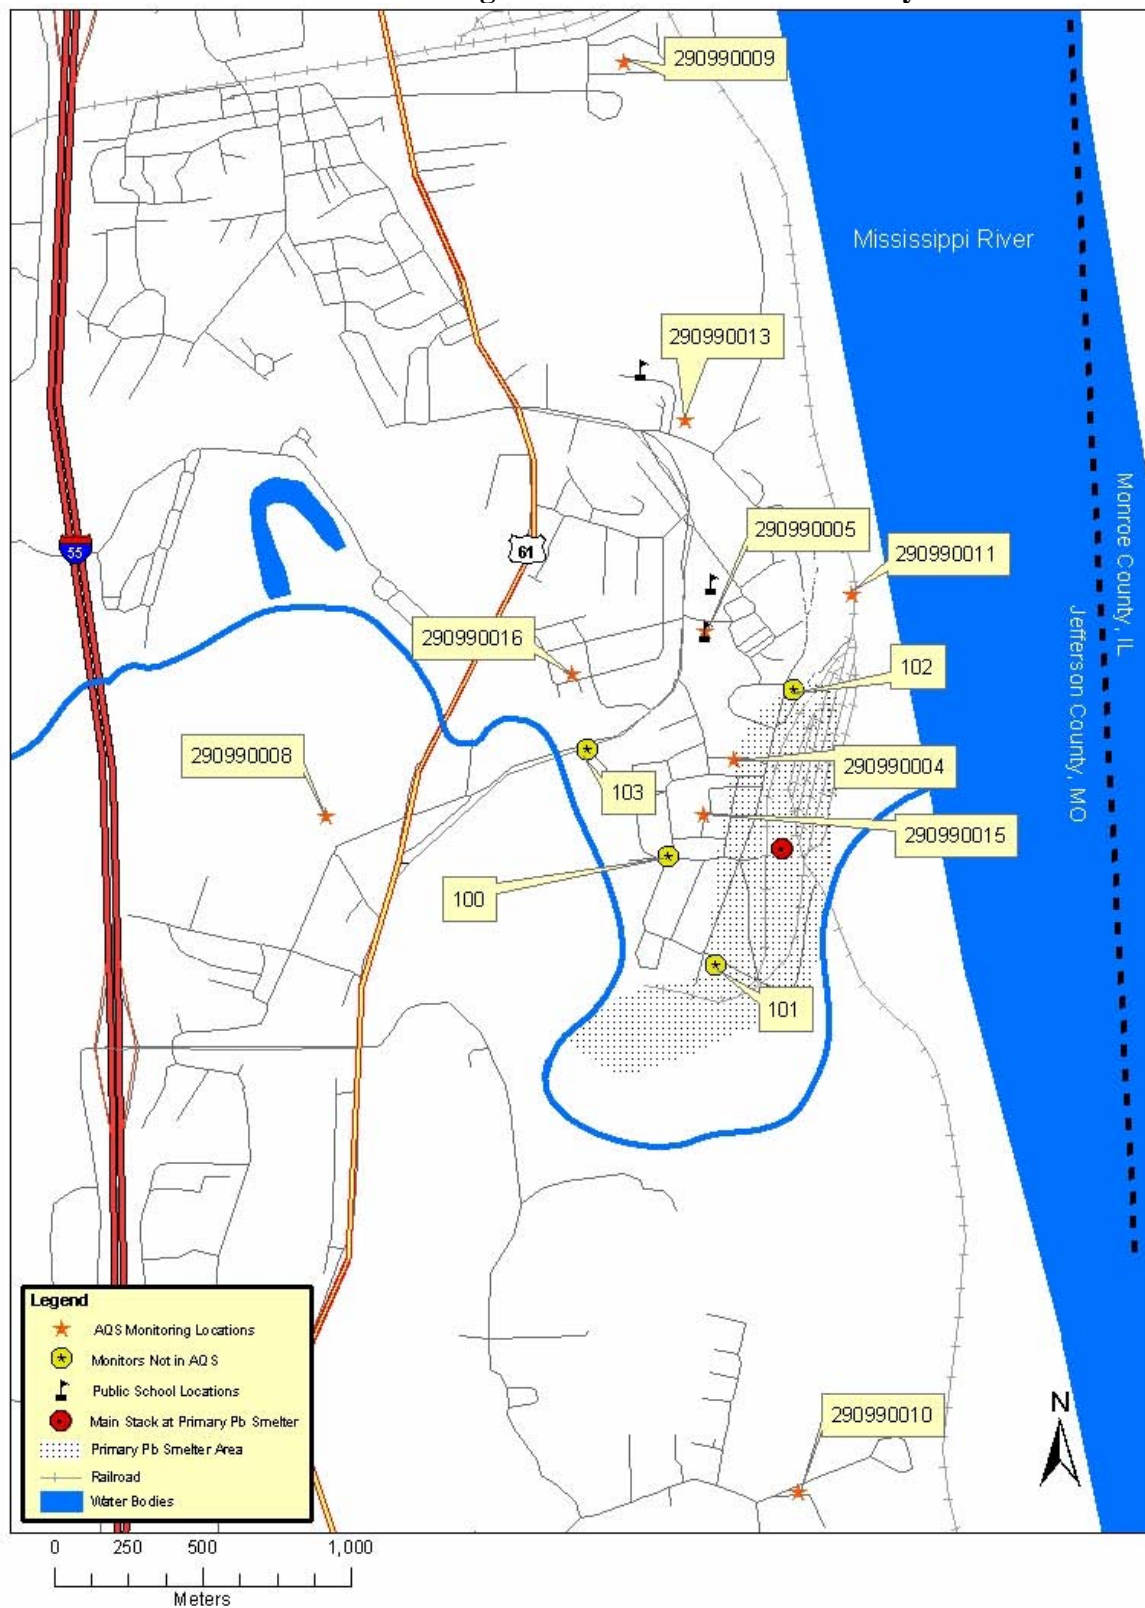 290990009
Mississippi River
290990013
290990005
290990011
55
61
290990016
Monroe County, IL
Jefferson County, MO
102
290990008
290990004
103
290990015
100
101
Legend
AQS Monitoring Locations
Monitors Not in AQS
Public School Locations
Main Stack at Primary Pb Smelter
Primary Pb Smelter Area
Railroad
Water Bodies
290990010
N
0 250 500 1,000
Meters